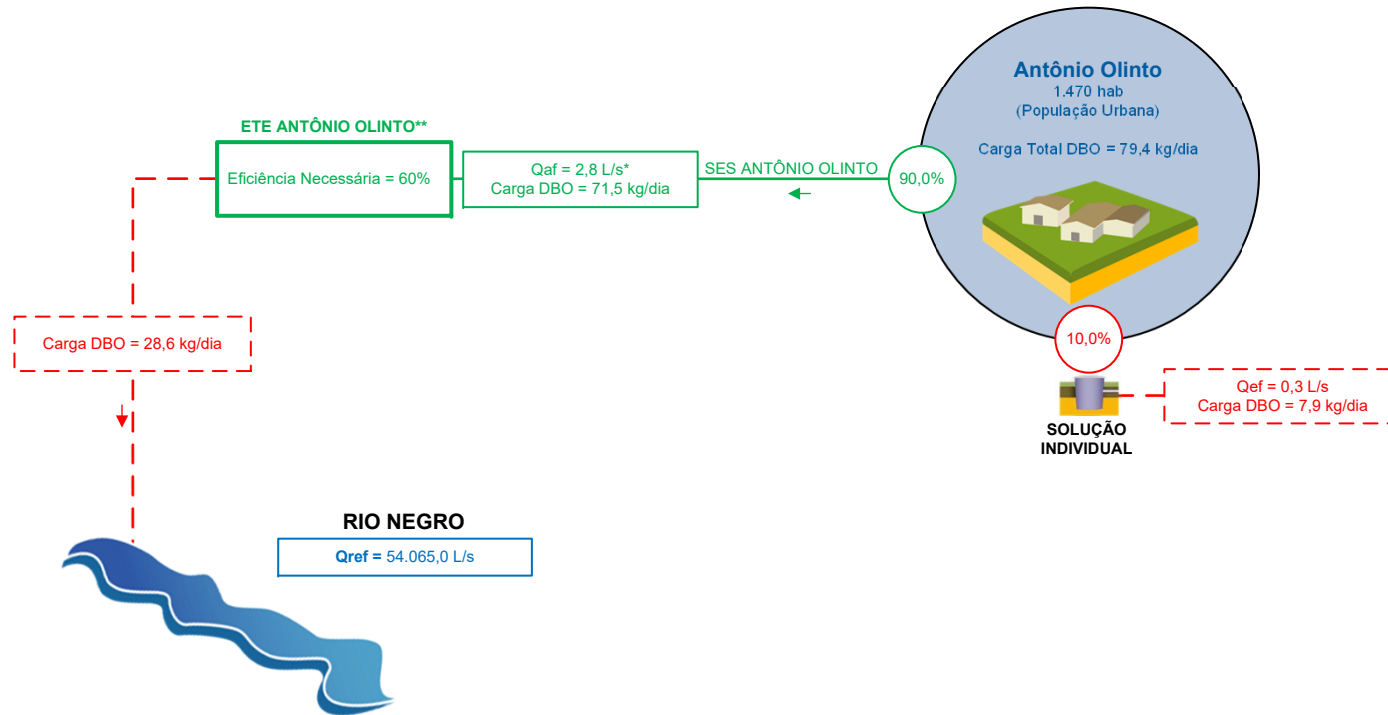 Antônio Olinto
1.470 hab
(População Urbana)
Carga Total DBO = 79,4 kg/dia
ETE ANTÔNIO OLINTO**
Eficiência Necessária = 60%
Qaf = 2,8 L/s*
Carga DBO = 71,5 kg/dia
SES ANTÔNIO OLINTO
90,0%
Carga DBO = 28,6 kg/dia
10,0%
Qef = 0,3 L/s
Carga DBO = 7,9 kg/dia
SOLUÇÃO
INDIVIDUAL
RIO NEGRO
Qref = 54.065,0 L/s